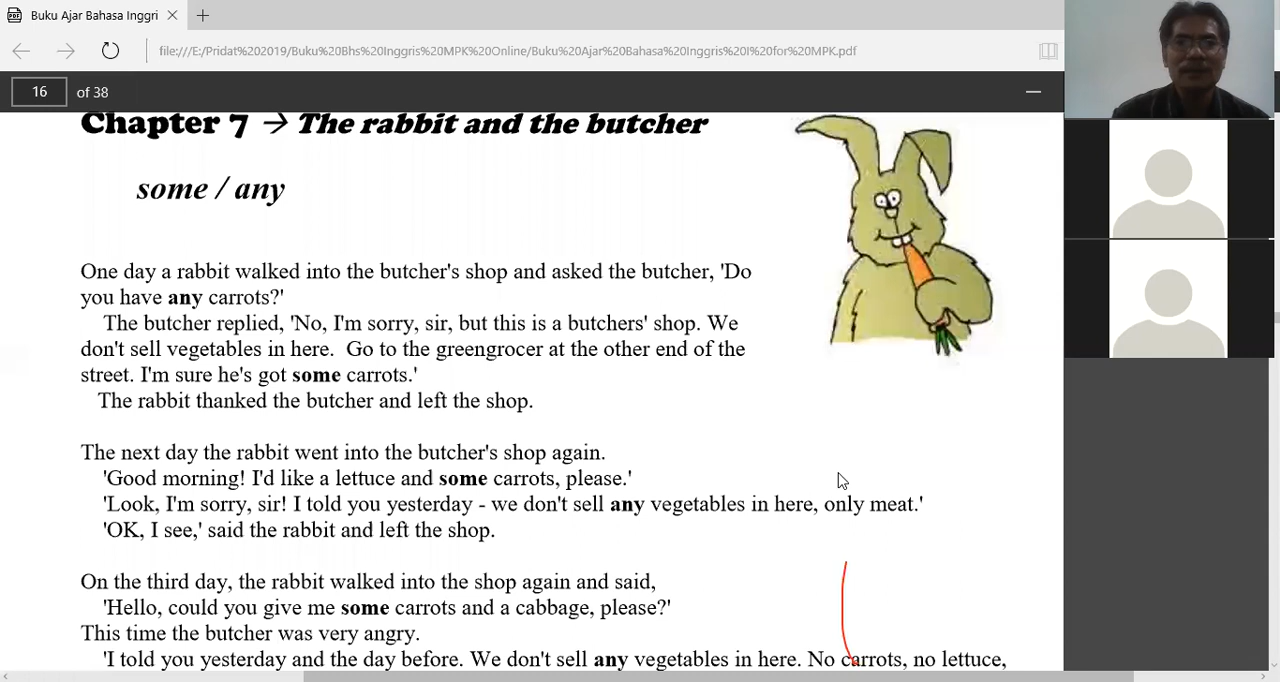 Buku Ajar Bahasa Inggri
file:///E:/Pridat%202019/Buku%20Bhs%20Inggris%20MPK%20Online/Buku%20Ajar%20Bahasa%20Inggris%20I%20for%20MPK.pdf
16 of 38
Chapter 7 → The rabbit and the butcher
some / any
One day a rabbit walked into the butcher's shop and asked the butcher, 'Do
you have any carrots?'
The butcher replied, 'No, I'm sorry, sir, but this is a butchers' shop. We
don't sell vegetables in here. Go to the greengrocer at the other end of the
street. I'm sure he's got some carrots.'
The rabbit thanked the butcher and left the shop.
The next day the rabbit went into the butcher's shop again.
'Good morning! I'd like a lettuce and some carrots, please.'
'Look, I'm sorry, sir! I told you yesterday - we don't sell any vegetables in here, only meat.'
'OK, I see,' said the rabbit and left the shop.
On the third day, the rabbit walked into the shop again and said,
'Hello, could you give me some carrots and a cabbage, please?'
This time the butcher was very angry.
'I told you yesterday and the day before. We don't sell any vegetables in here. No carrots, no lettuce,